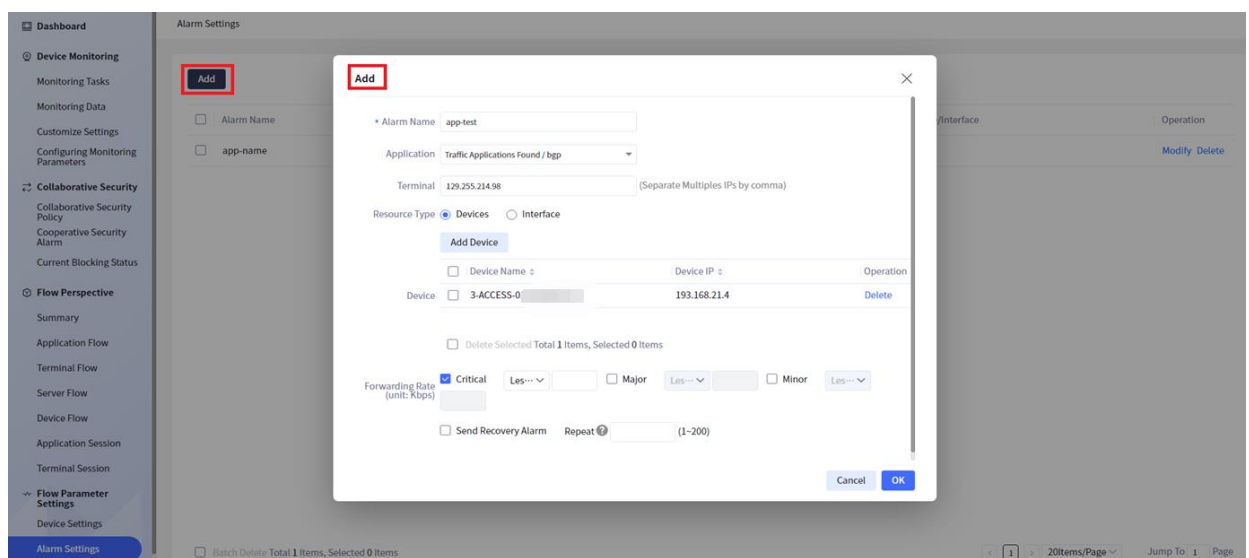 Dashboard
Device Monitoring
Monitoring Tasks
Monitoring Data
Customize Settings
Configuring Monitoring
Parameters
Collaborative Security
Collaborative Security
Policy
Cooperative Security
Alarm
Current Blocking Status
Flow Perspective
Summary
Application Flow
Terminal Flow
Server Flow
Device Flow
Application Session
Terminal Session
Flow Parameter
Settings
Device Settings
Alarm Settings
Alarm Settings
Add
Alarm Name
/Interface
Operation
app-name
Modify Delete
Batch Delete Total 1 Items, Selected 0 Items
< 1 > 20Items/Page Jump To 1 Page
Add
* Alarm Name app-test
Application Traffic Applications Found / bgp
Terminal 129.255.214.98 (Separate Multiples IPs by comma)
Resource Type Devices Interface
Add Device
Device Name Device IP Operation
Device 3-ACCESS-0 193.168.21.4 Delete
Delete Selected Total 1 Items, Selected 0 Items
Forwarding Rate Critical Les··· Major Les··· Minor Les···
(unit: Kbps)
Send Recovery Alarm Repeat ? (1~200)
Cancel OK